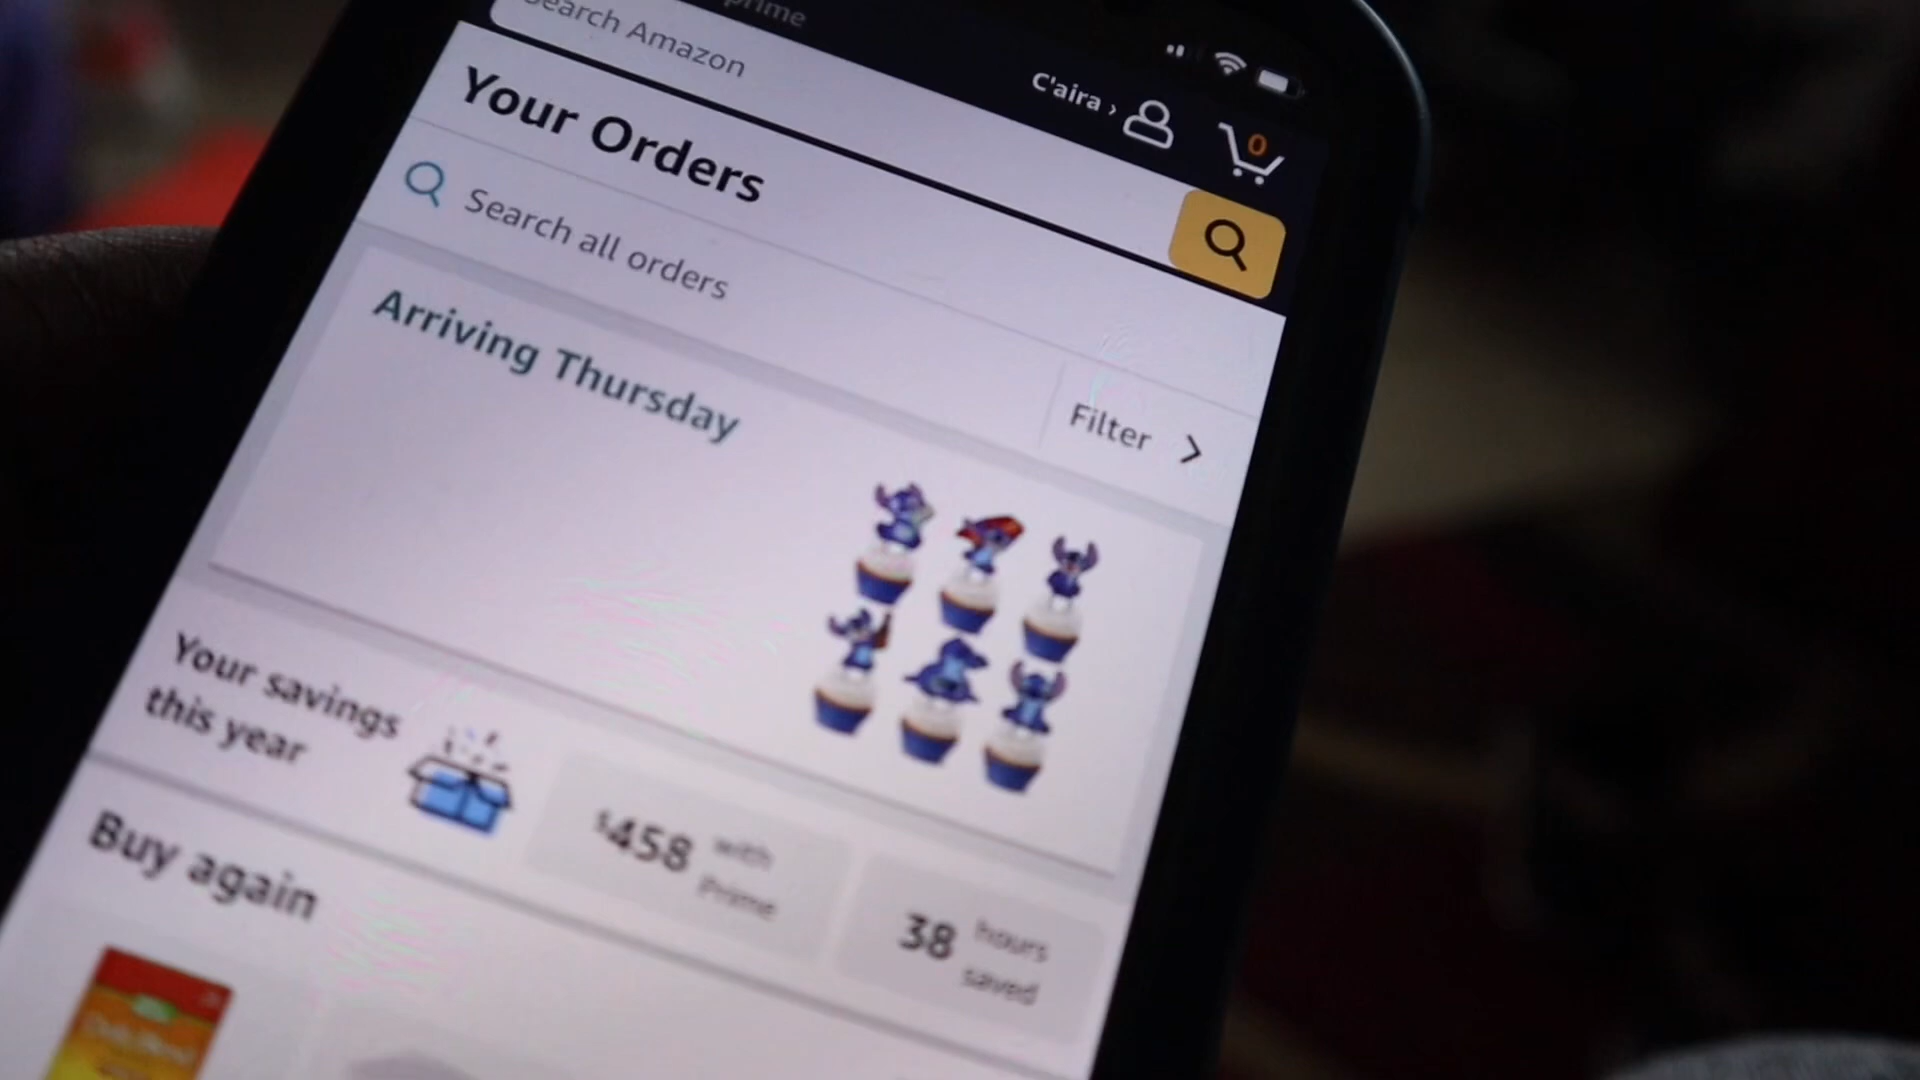 prime
Search Amazon
C'aira ›
0
Your Orders
Search all orders
Filter
Arriving Thursday
Your savings
this year
$458 with
Prime
38 hours
saved
Buy again